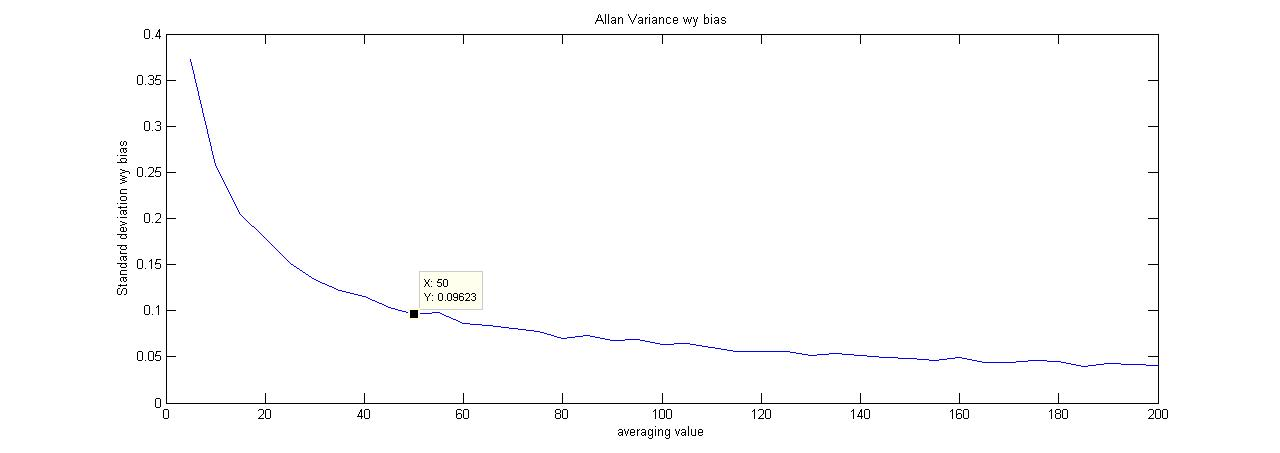 Allan Variance wy bias
0.4
0.35
0.3
0.25
0.2
0.15
0.1
0.05
0
Standard deviation wy bias
X: 50
Y: 0.09623
0 20 40 60 80 100 120 140 160 180 200
averaging value